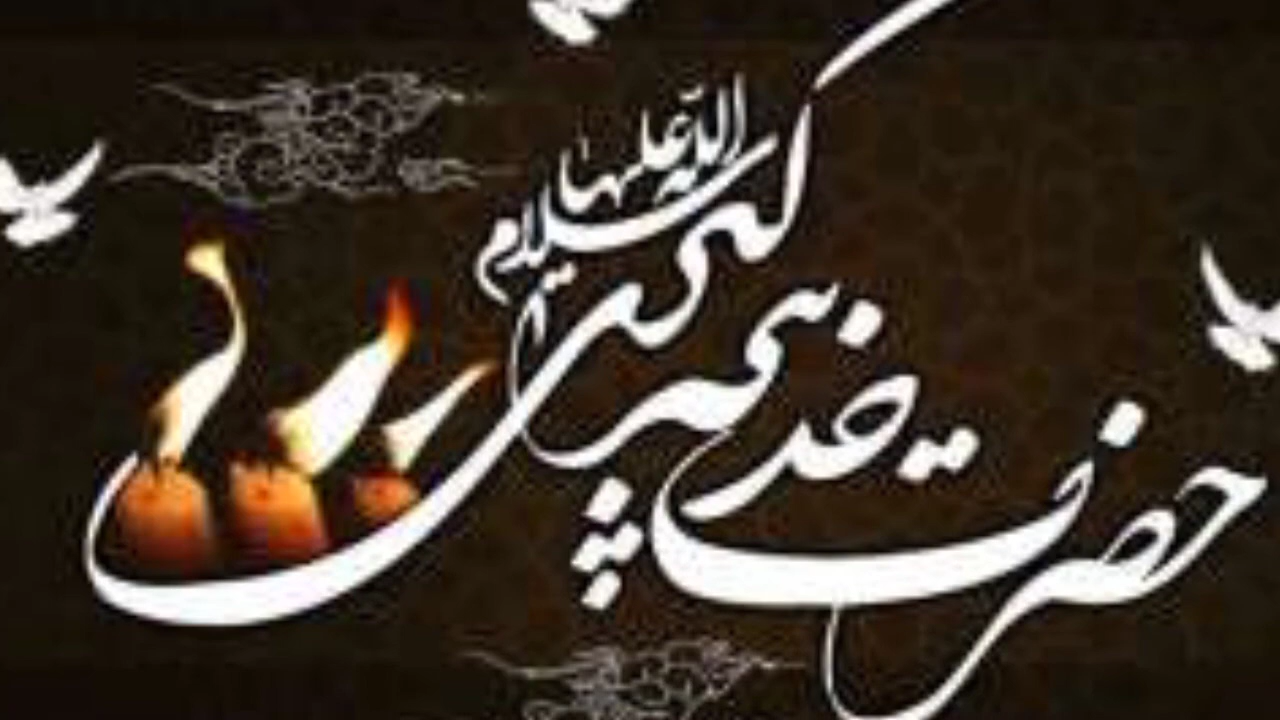 حضرت خدیجه کبری
سلام الله علیها